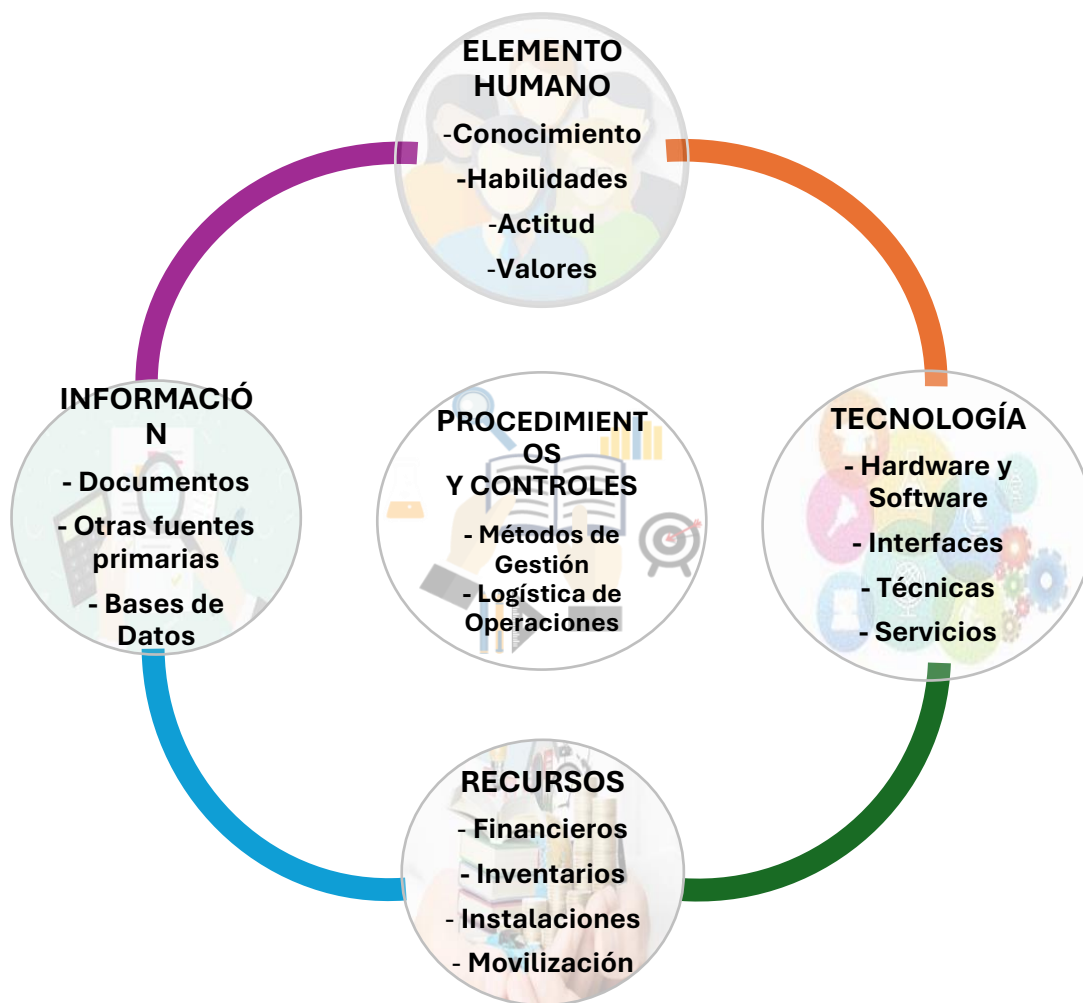 ELEMENTO
HUMANO
-Conocimiento
-Habilidades
-Actitud
-Valores
INFORMACIÓ
N
- Documentos
- Otras fuentes
primarias
- Bases de
Datos
PROCEDIMIENT
OS
Y CONTROLES
- Métodos de
Gestión
- Logística de
Operaciones
TECNOLOGÍA
- Hardware y
Software
- Interfaces
- Técnicas
- Servicios
RECURSOS
- Financieros
- Inventarios
- Instalaciones
- Movilización